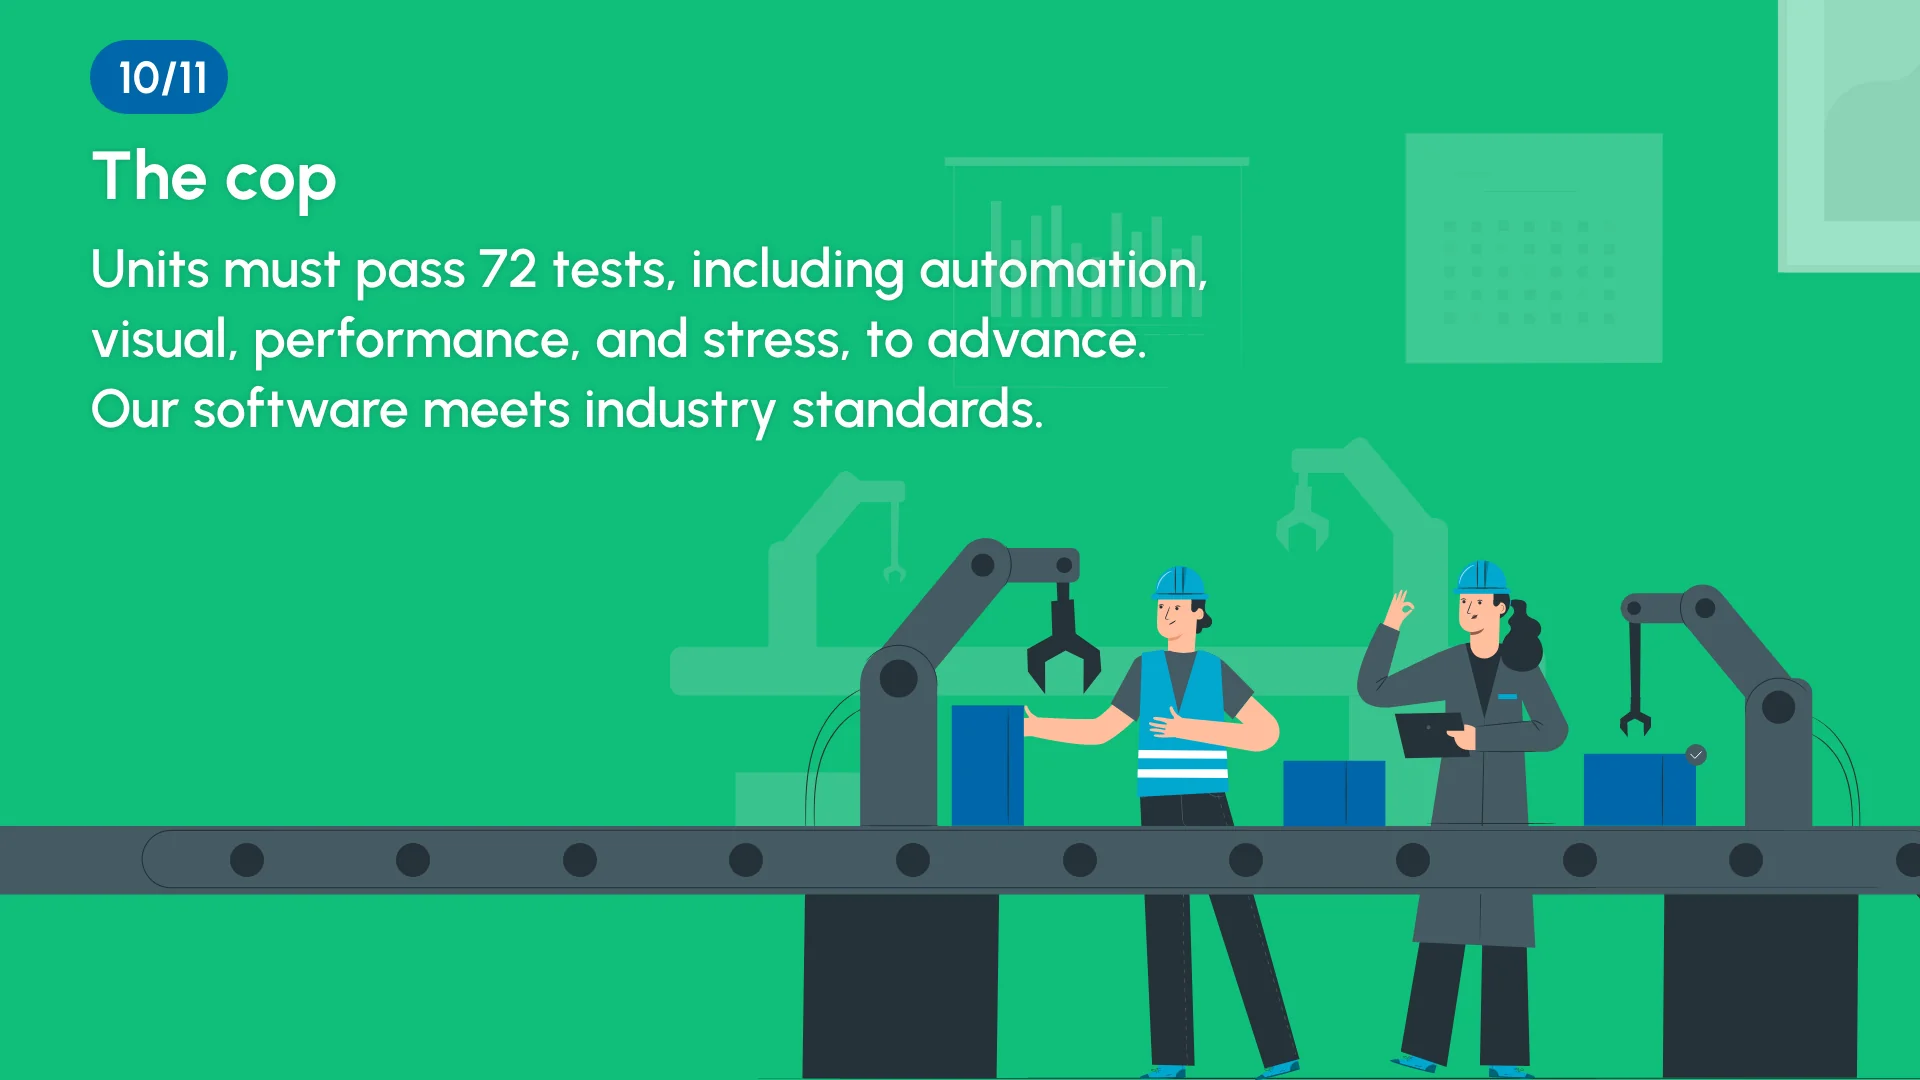 10/11
The cop
Units must pass 72 tests, including automation,
visual, performance, and stress, to advance.
Our software meets industry standards.